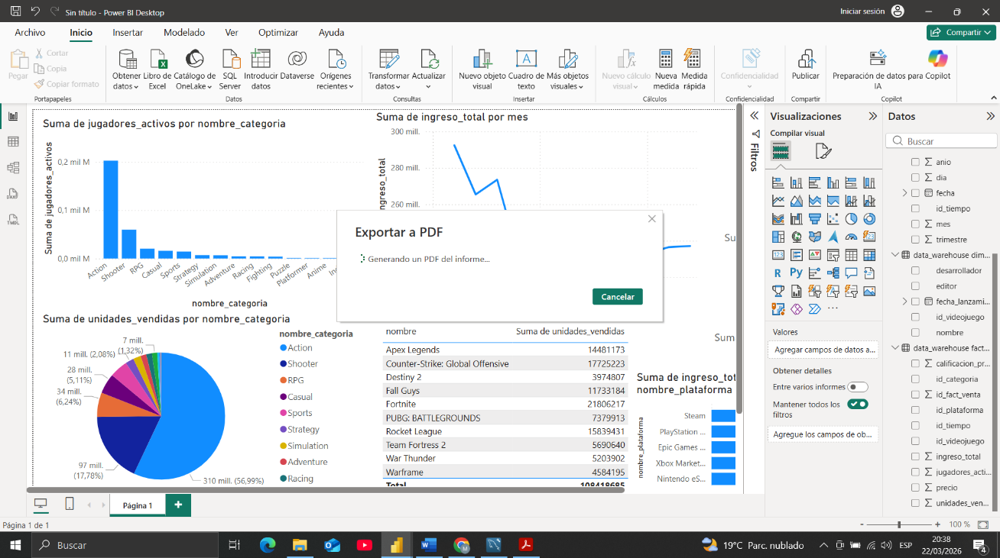 Sin título - Power BI Desktop
Iniciar sesión
Archivo
Inicio
Insertar
Modelado
Ver
Optimizar
Ayuda
Compartir
Pegar
Cortar
Copia
Copiar formato
Portapapeles
Obtener datos
Libro de Excel
Catálogo de OneLake
SQL Server
Introducir datos
Dataverse
Orígenes recientes
Datos
Transformar datos
Actualizar
Consultas
Nuevo objeto visual
Cuadro de texto
Más objetos visuales
Insertar
Nuevo cálculo visual
Nueva medida
Medida rápida
Cálculos
Confidencialidad
Confidencialidad
Publicar
Compartir
Preparación de datos para IA
Copilot
Copilot
Suma de jugadores_activos por nombre_categoria
Suma de jugadores_activos
0,2 mil M
0,1 mil M
0,0 mil M
Action
Shooter
RPG
Casual
Sports
Strategy
Simulation
Adventure
Racing
Fighting
Puzzle
Platformer
Anime
nombre_categoria
Suma de ingreso_total por mes
ngreso_total
300 mill.
280 mill.
260 mill.
Exportar a PDF
Generando un PDF del informe...
Cancelar
Su
Sum
Suma de unidades_vendidas por nombre_categoria
7 mill.
(1,32%)
11 mill. (2,08%)
28 mill.
(5,11%)
34 mill.
(6,24%)
97 mill.
(17,78%)
310 mill. (56,99%)
nombre_categoria
Action
Shooter
RPG
Casual
Sports
Strategy
Simulation
Adventure
Racing
nombre Suma de unidades_vendidas
Apex Legends 14481173
Counter-Strike: Global Offensive 17725223
Destiny 2 3974807
Fall Guys 11733184
Fortnite 21806217
PUBG: BATTLEGROUNDS 7379913
Rocket League 15839431
Team Fortress 2 5690640
War Thunder 5203902
Warframe 4584195
Total 108418685
Suma de ingreso_tot
nombre_plataforma
nombre_plataforma
Steam
PlayStation ...
Epic Games ...
Xbox Market...
Nintendo eS...
Filtros
Visualizaciones
Compilar visual
R
Py
Valores
Agregar campos de datos a...
Obtener detalles
Entre varios informes
Mantener todos los filtros
Agregue los campos de ob...
Datos
Buscar
anio
dia
fecha
id_tiempo
mes
trimestre
data_warehouse dim...
desarrollador
editor
fecha_lanzami...
id_videojuego
nombre
data_warehouse fact...
calificacion_pr...
id_categoria
id_fact_venta
id_plataforma
id_tiempo
id_videojuego
ingreso_total
jugadores_acti...
precio
unidades_ven...
Página 1
Página 1 de 1
100 %
Buscar
19°C Parc. nublado
ESP
20:38
22/03/2026
4